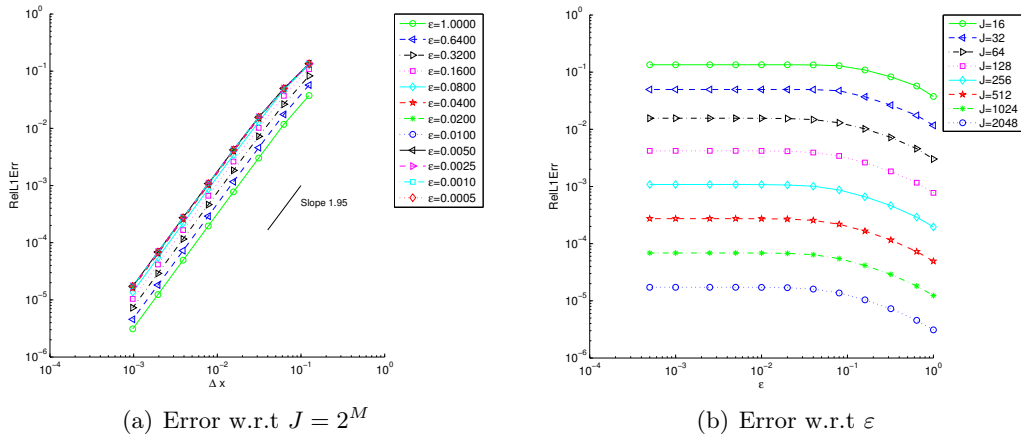 10^0
10^-1
10^-2
10^-3
10^-4
10^-5
10^-6
RelL1Err
10^-4
10^-3
10^-2
10^-1
10^0
Δ x
Slope 1.95
ε=1.0000
ε=0.6400
ε=0.3200
ε=0.1600
ε=0.0800
ε=0.0400
ε=0.0200
ε=0.0100
ε=0.0050
ε=0.0025
ε=0.0010
ε=0.0005
(a) Error w.r.t J = 2^M
10^0
10^-1
10^-2
10^-3
10^-4
10^-5
10^-6
RelL1Err
10^-4
10^-3
10^-2
10^-1
10^0
ε
J=16
J=32
J=64
J=128
J=256
J=512
J=1024
J=2048
(b) Error w.r.t ε